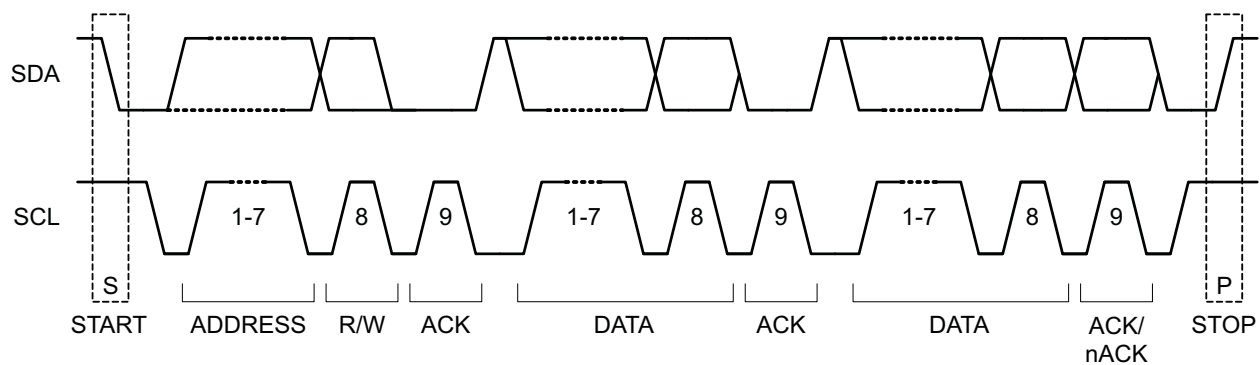 SDA
SCL
1-7 8 9 1-7 8 9 1-7 8 9
S P
START ADDRESS R/W ACK DATA ACK DATA ACK/ STOP
nACK